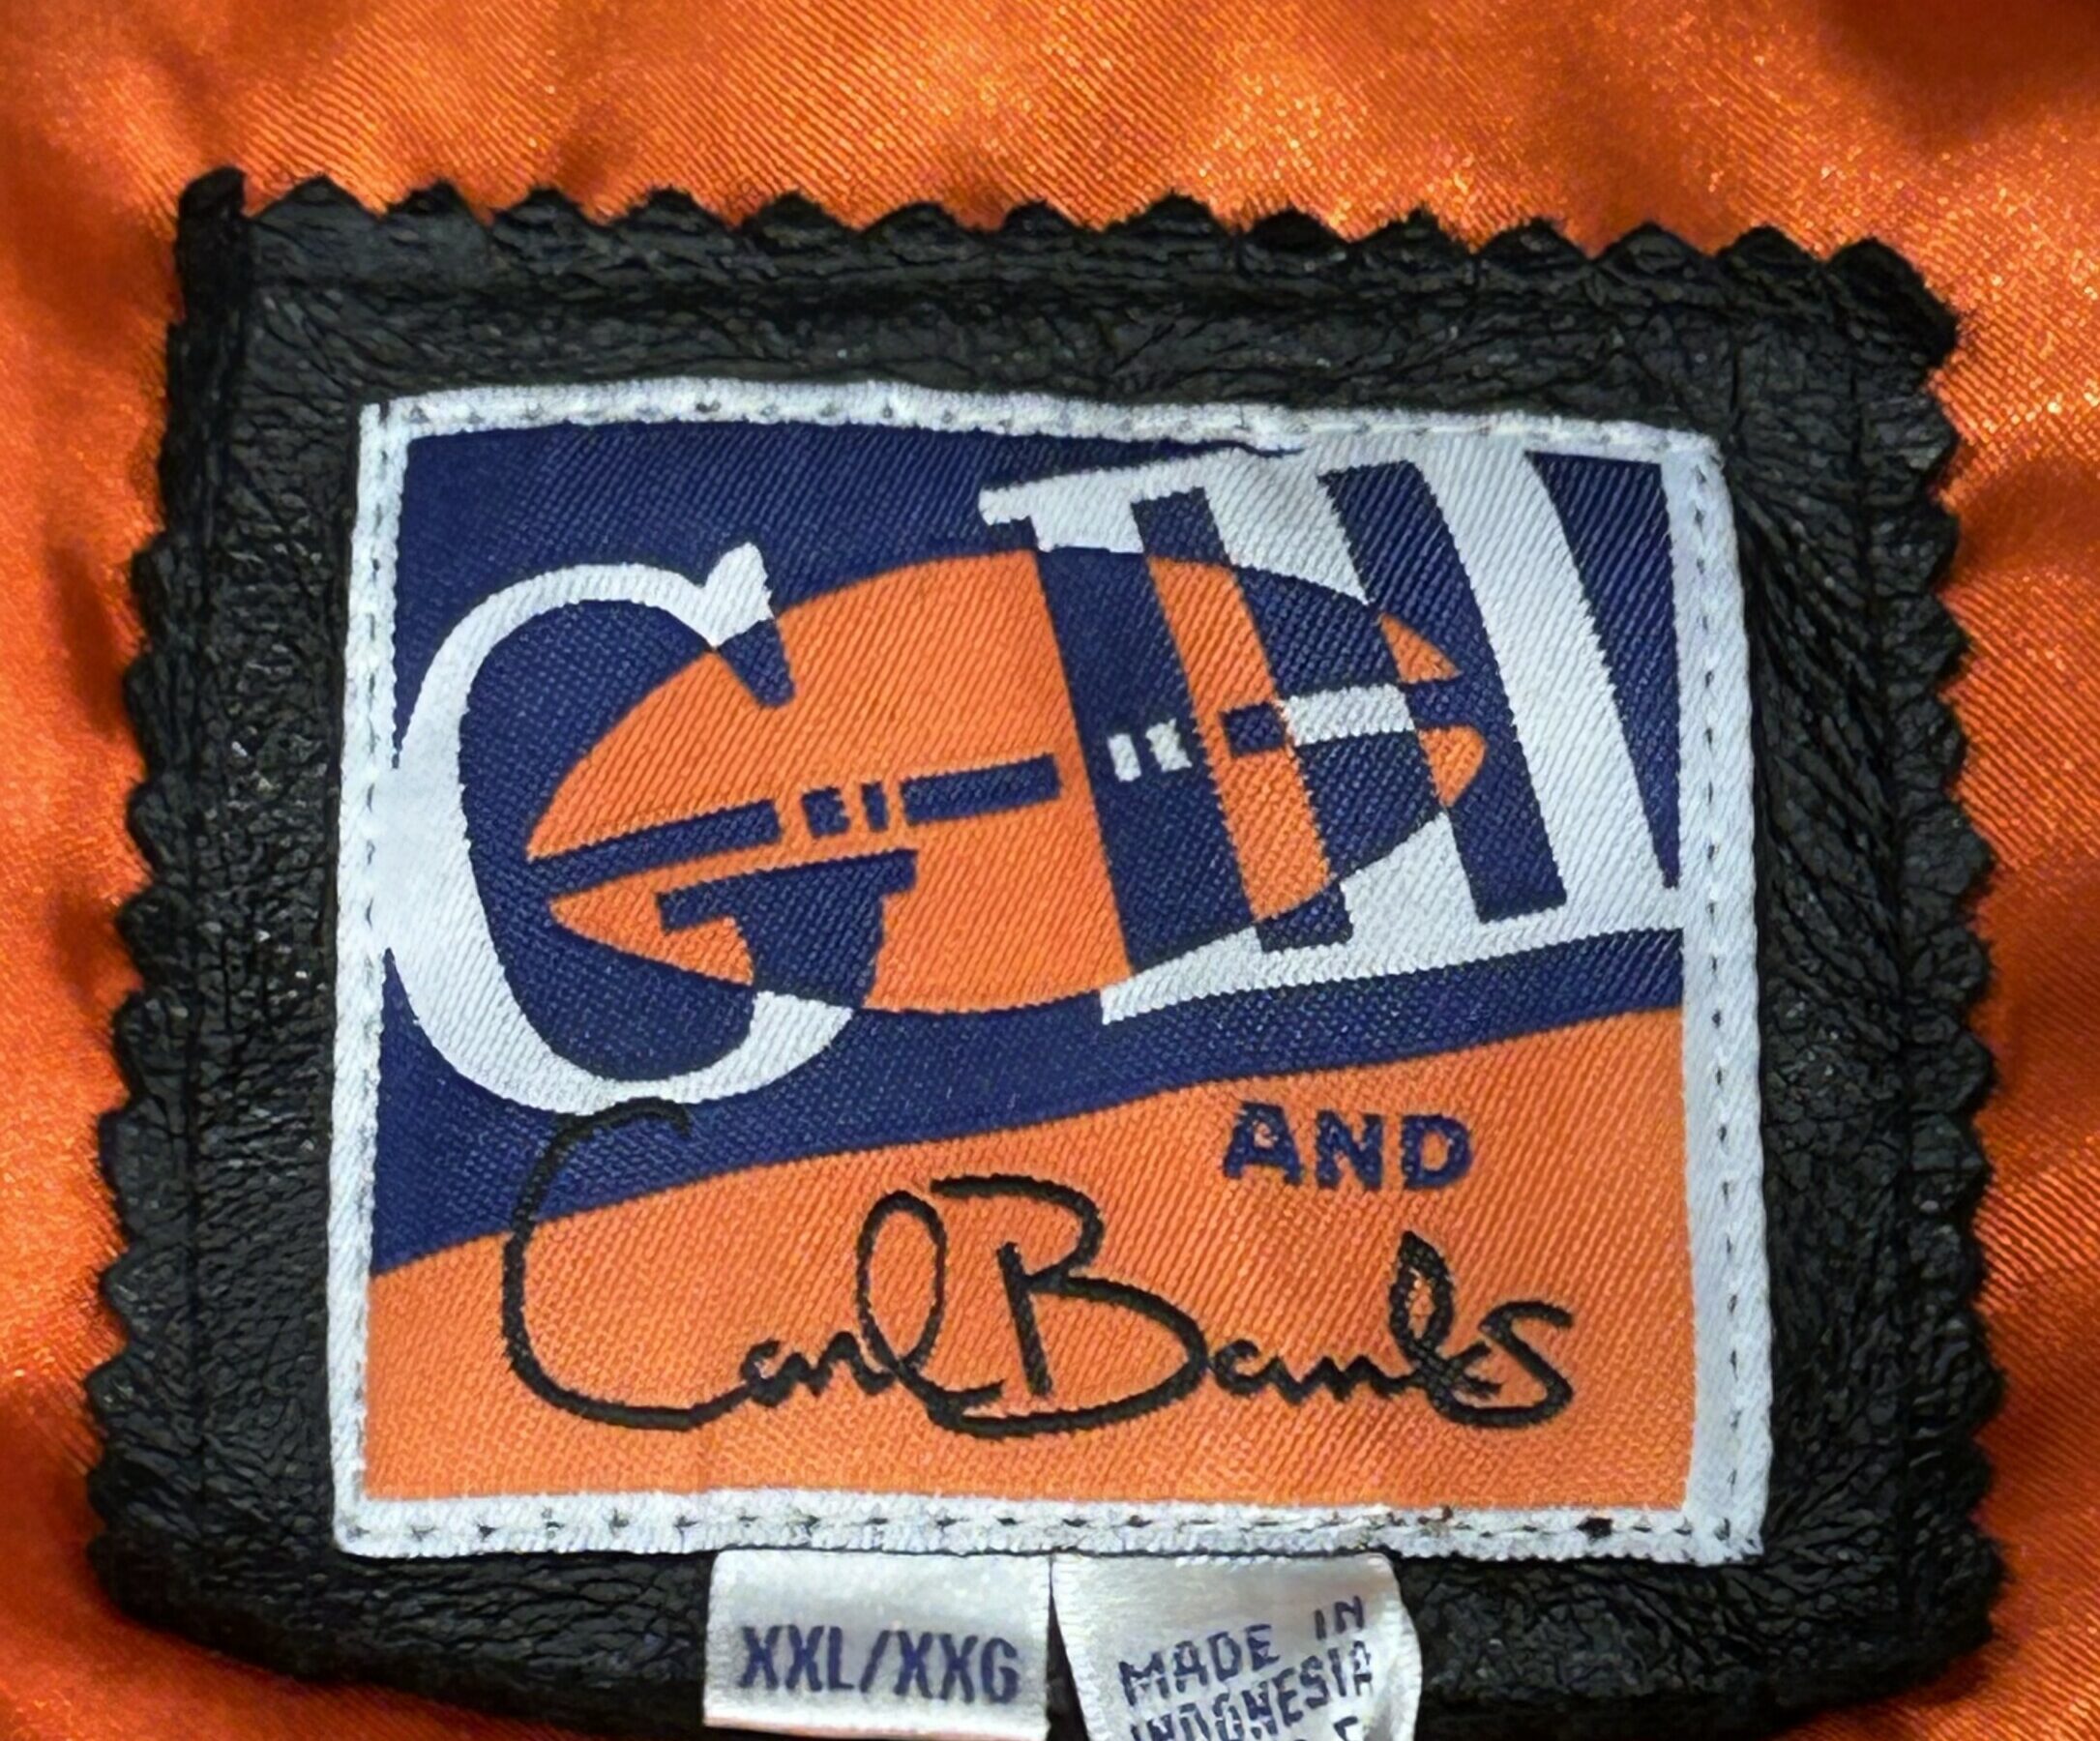 G-III
AND
Carl Banks
XXL/XXG
MADE IN
INDONESIA